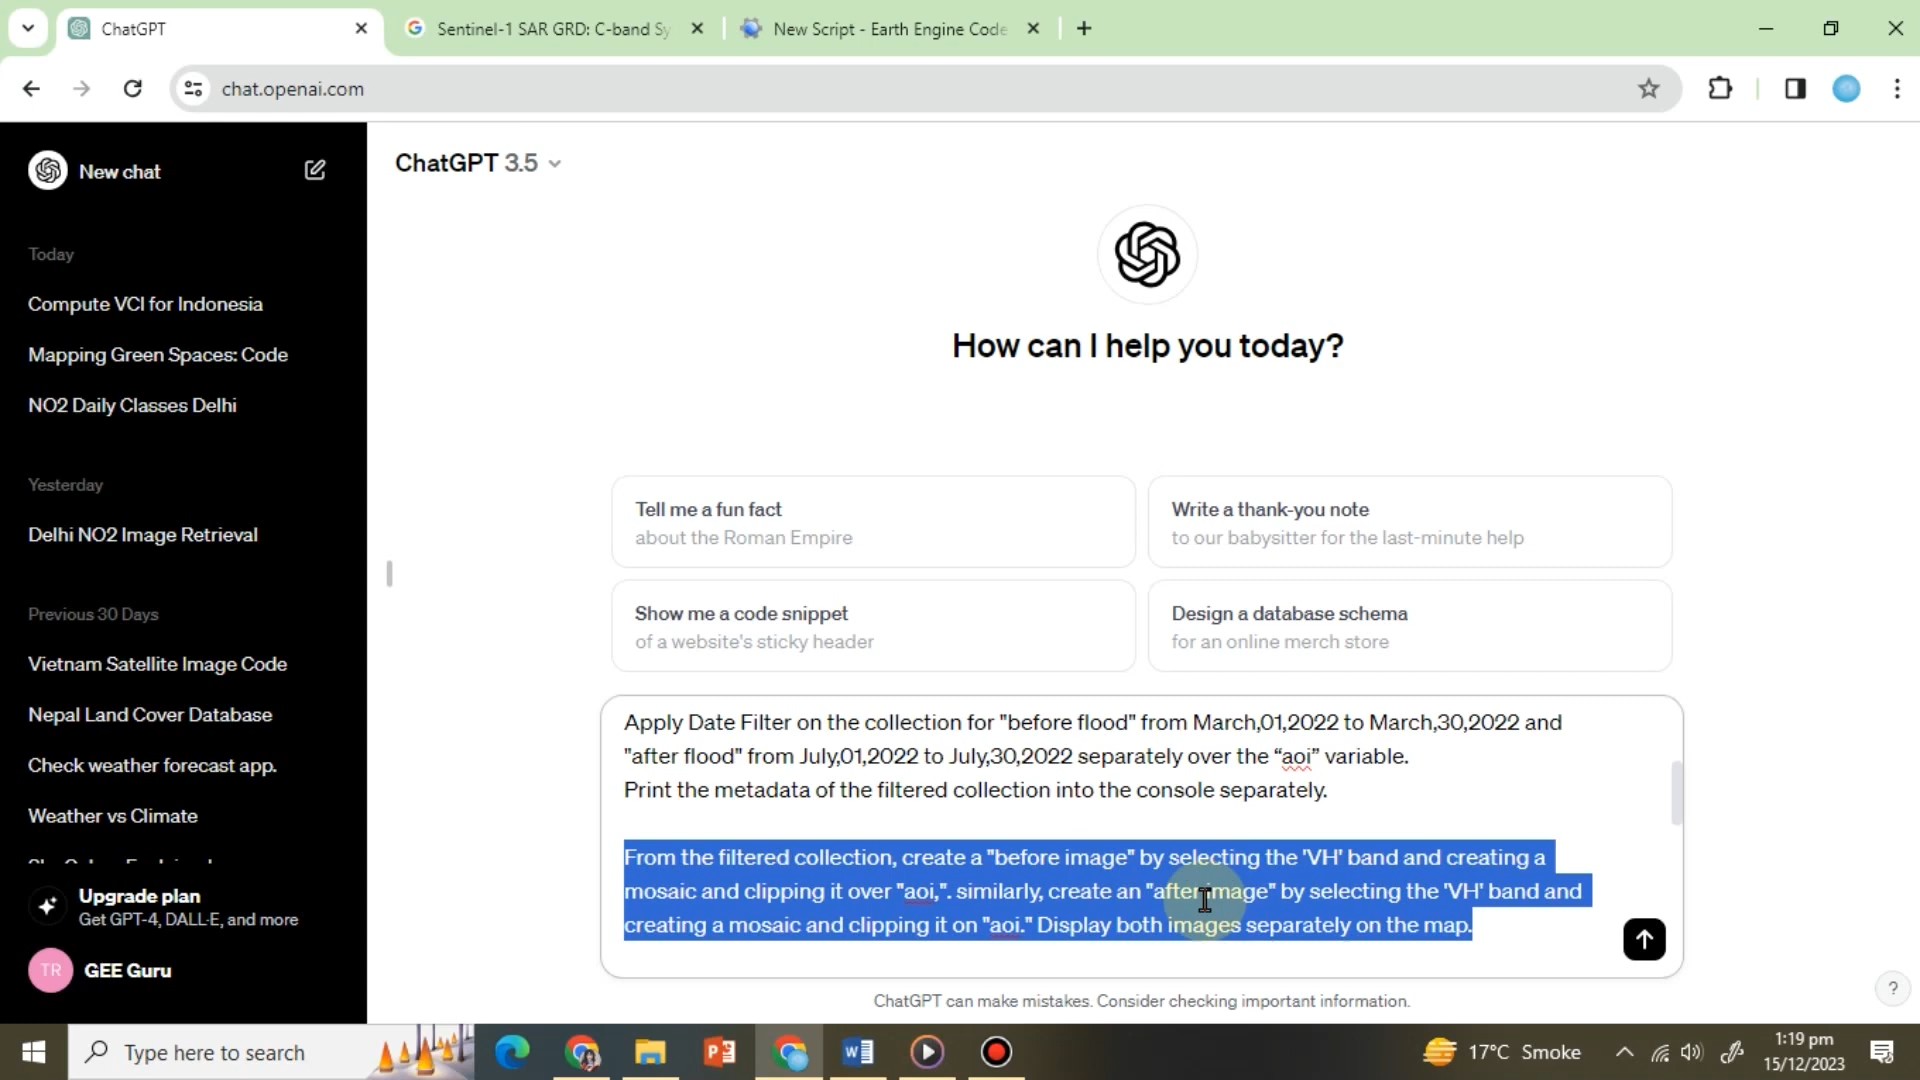 ChatGPT
Sentinel-1 SAR GRD: C-band Sy
New Script - Earth Engine Code
chat.openai.com
New chat
ChatGPT 3.5
Today
Compute VCI for Indonesia
Mapping Green Spaces: Code
NO2 Daily Classes Delhi
Yesterday
Delhi NO2 Image Retrieval
Previous 30 Days
Vietnam Satellite Image Code
Nepal Land Cover Database
Check weather forecast app.
Weather vs Climate
Upgrade plan
Get GPT-4, DALL·E, and more
TR
GEE Guru
How can I help you today?
Tell me a fun fact
about the Roman Empire
Write a thank-you note
to our babysitter for the last-minute help
Show me a code snippet
of a website's sticky header
Design a database schema
for an online merch store
Apply Date Filter on the collection for "before flood" from March,01,2022 to March,30,2022 and
"after flood" from July,01,2022 to July,30,2022 separately over the “aoi” variable.
Print the metadata of the filtered collection into the console separately.
From the filtered collection, create a "before image" by selecting the 'VH' band and creating a
mosaic and clipping it over "aoi,". similarly, create an "after image" by selecting the 'VH' band and
creating a mosaic and clipping it on "aoi." Display both images separately on the map.
ChatGPT can make mistakes. Consider checking important information.
?
Type here to search
17°C Smoke
1:19 pm
15/12/2023